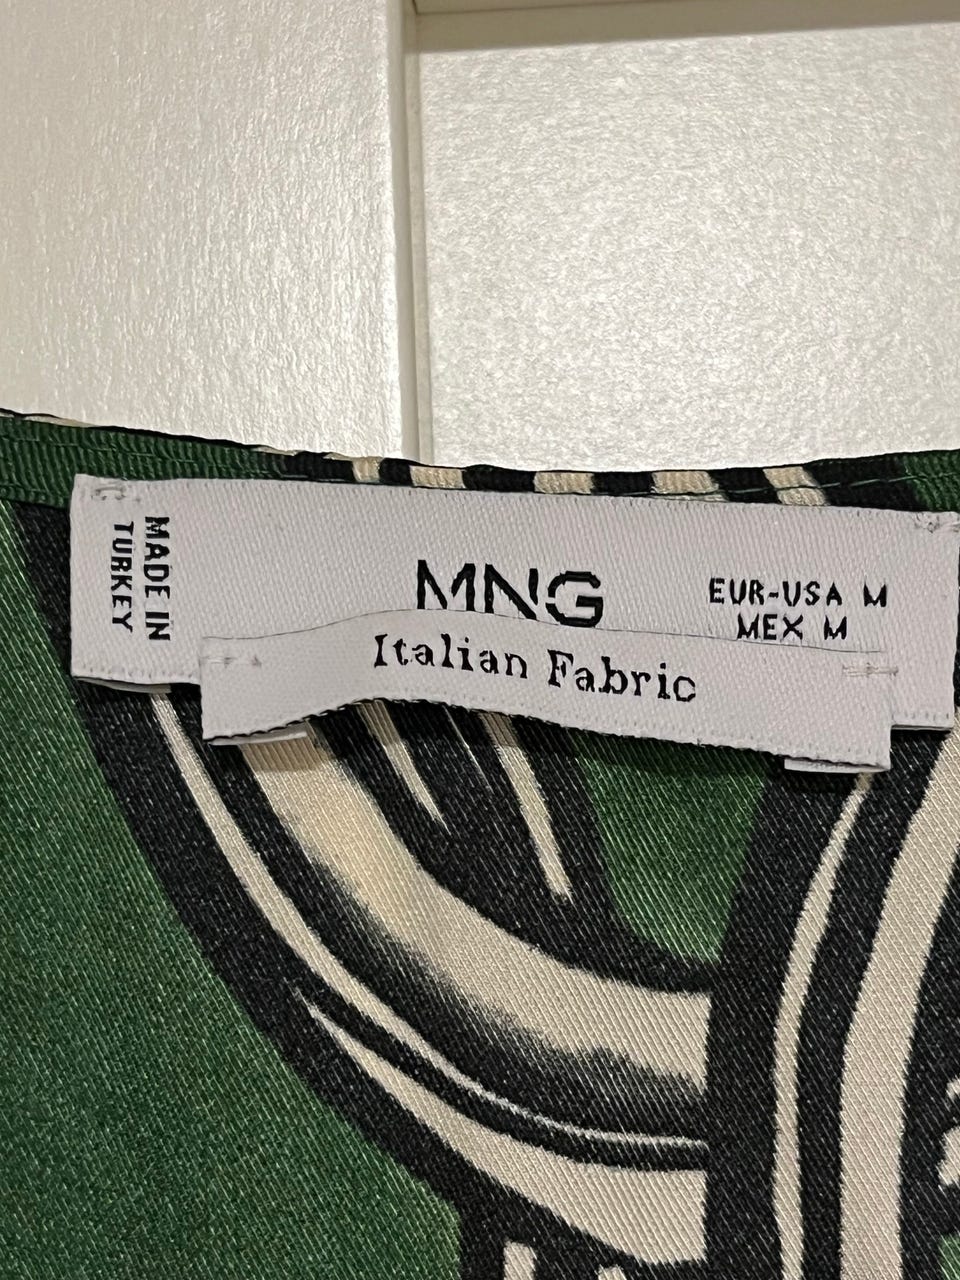 MADE IN
TURKEY
MNG
EUR-USA M
MEX M
Italian Fabric